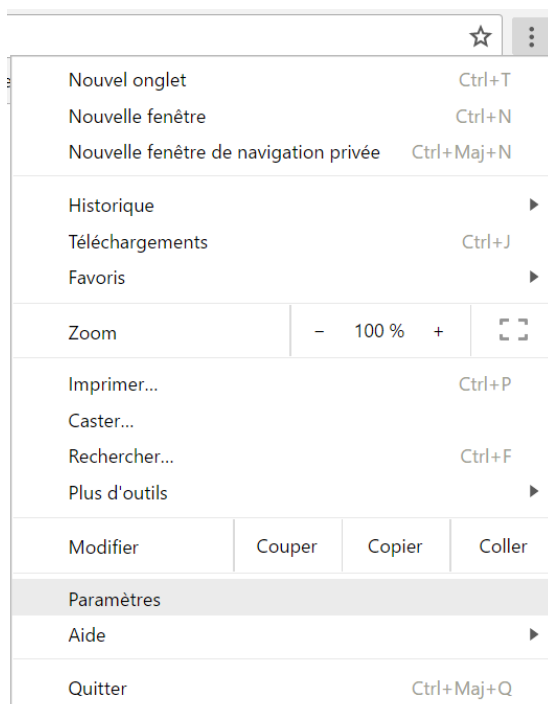 Nouvel onglet Ctrl+T
Nouvelle fenêtre Ctrl+N
Nouvelle fenêtre de navigation privée Ctrl+Maj+N
Historique
Téléchargements Ctrl+J
Favoris
Zoom - 100 % +
Imprimer... Ctrl+P
Caster...
Rechercher... Ctrl+F
Plus d'outils
Modifier Couper Copier Coller
Paramètres
Aide
Quitter Ctrl+Maj+Q